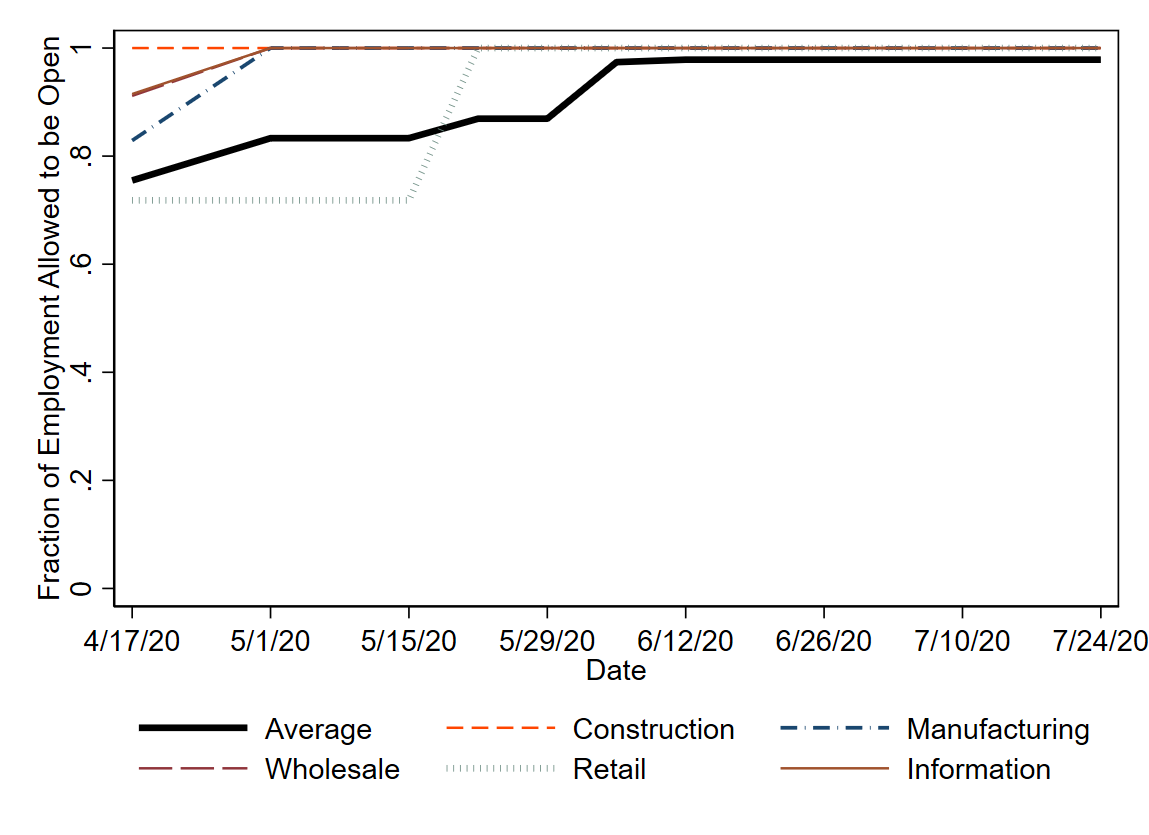 Fraction of Employment Allowed to be Open
1
.8
.6
.4
.2
0
4/17/20 5/1/20 5/15/20 5/29/20 6/12/20 6/26/20 7/10/20 7/24/20
Date
Average Construction Manufacturing
Wholesale Retail Information